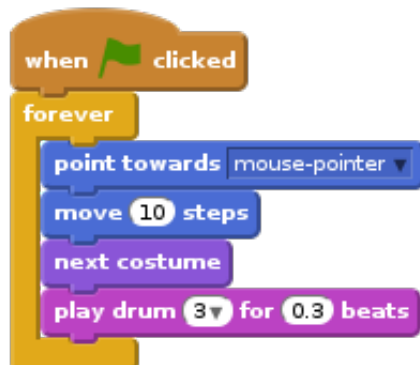 when clicked
forever
point towards mouse-pointer
move 10 steps
next costume
play drum 3 for 0.3 beats